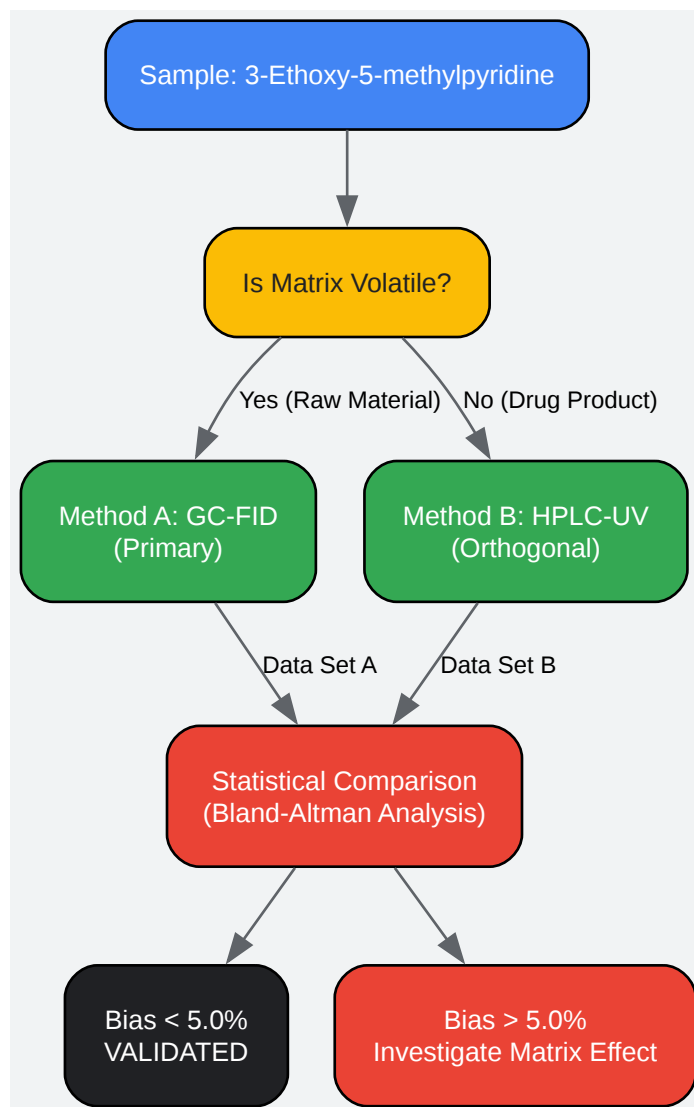 Sample: 3-Ethoxy-5-methylpyridine
Is Matrix Volatile?
Yes (Raw Material)
No (Drug Product)
Method A: GC-FID
(Primary)
Method B: HPLC-UV
(Orthogonal)
Data Set A
Data Set B
Statistical Comparison
(Bland-Altman Analysis)
Bias < 5.0%
VALIDATED
Bias > 5.0%
Investigate Matrix Effect